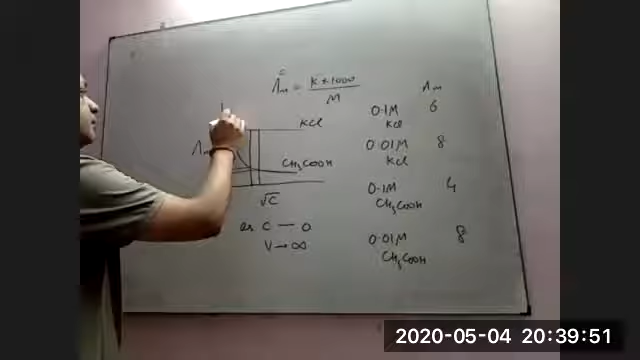 Λ°m = K × 1000
M
Λm
0.1M
KCl
6
KCl
0.01M
KCl
8
Λm
CH3COOH
0.1M
CH3COOH
4
√C
as C — 0
V → ∞
0.01M
CH3COOH
8
2020-05-04 20:39:51